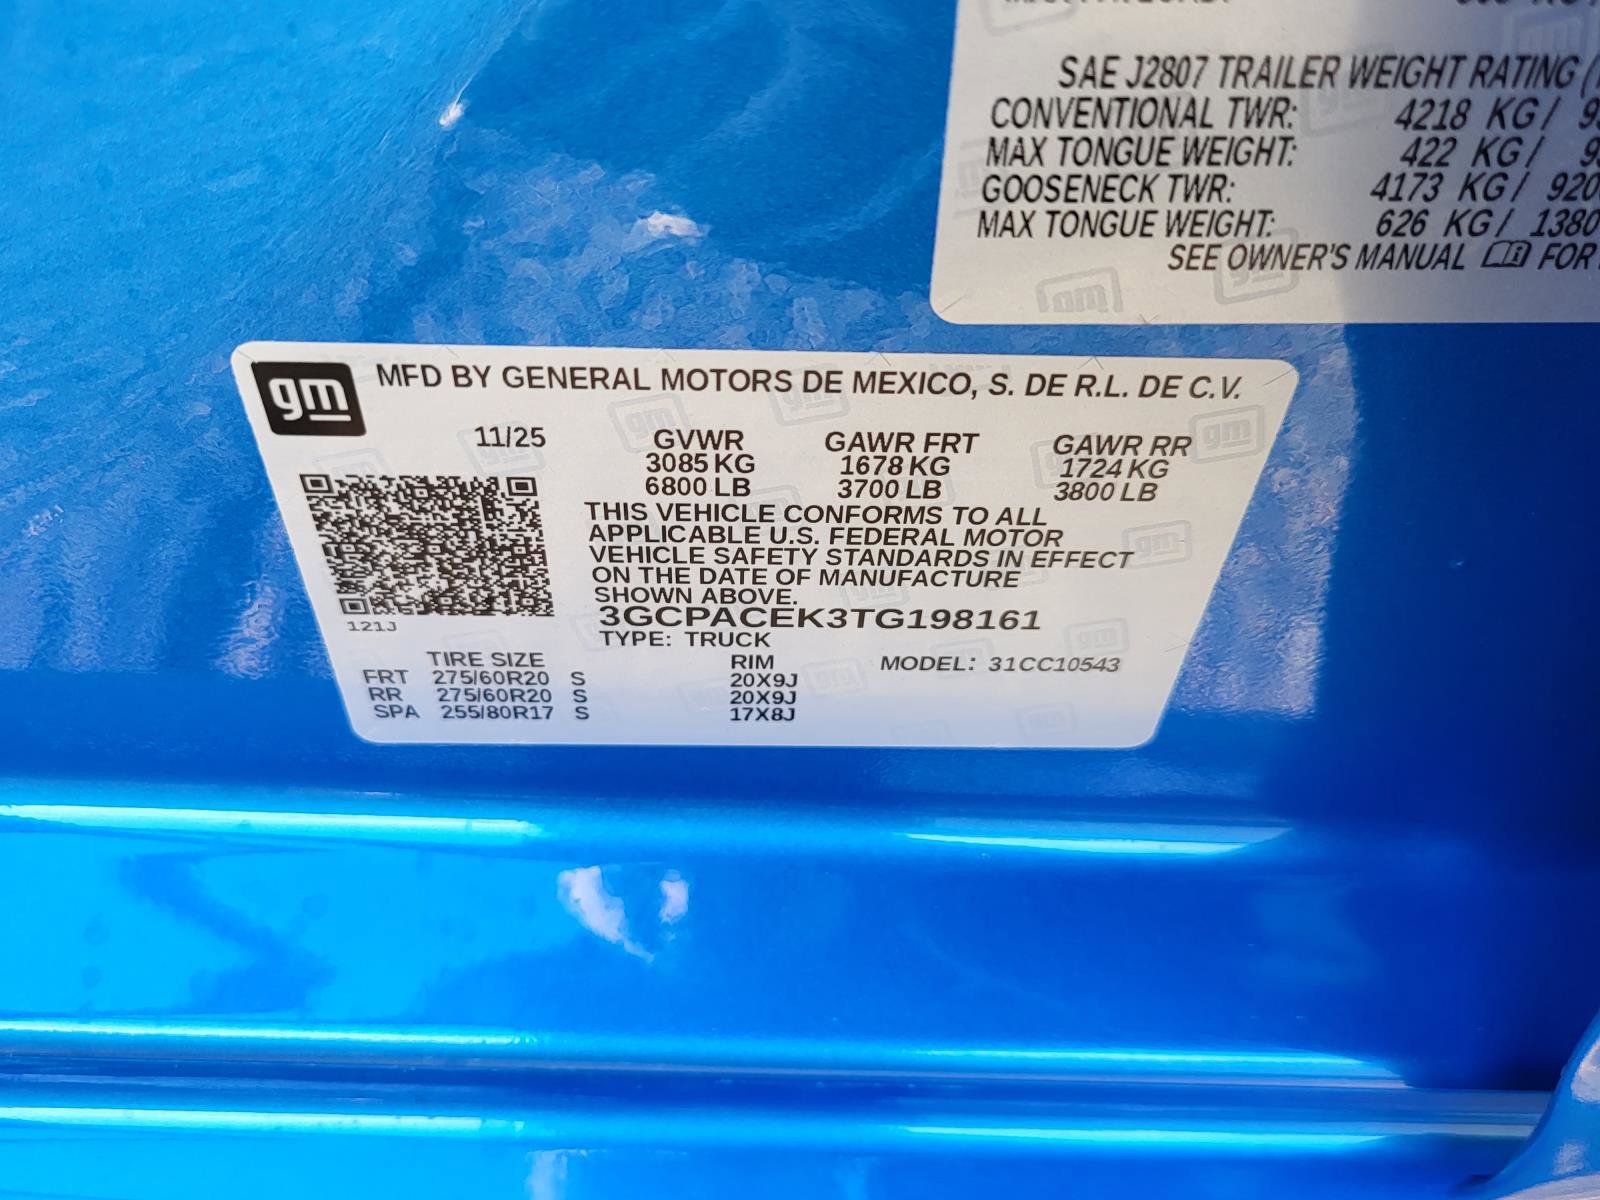 SAE J2807 TRAILER WEIGHT RATING
CONVENTIONAL TWR: 4218 KG /
MAX TONGUE WEIGHT: 422 KG /
GOOSENECK TWR: 4173 KG / 920
MAX TONGUE WEIGHT: 626 KG / 1380
SEE OWNER'S MANUAL FOR
gm
MFD BY GENERAL MOTORS DE MEXICO, S. DE R.L. DE C.V.
11/25 GVWR GAWR FRT GAWR RR
3085 KG 1678 KG 1724 KG
6800 LB 3700 LB 3800 LB
THIS VEHICLE CONFORMS TO ALL
APPLICABLE U.S. FEDERAL MOTOR
VEHICLE SAFETY STANDARDS IN EFFECT
ON THE DATE OF MANUFACTURE
SHOWN ABOVE.
3GCPACEK3TG198161
121J
TYPE: TRUCK
TIRE SIZE RIM MODEL: 31CC10543
FRT 275/60R20 S 20X9J
RR 275/60R20 S 20X9J
SPA 255/80R17 S 17X8J